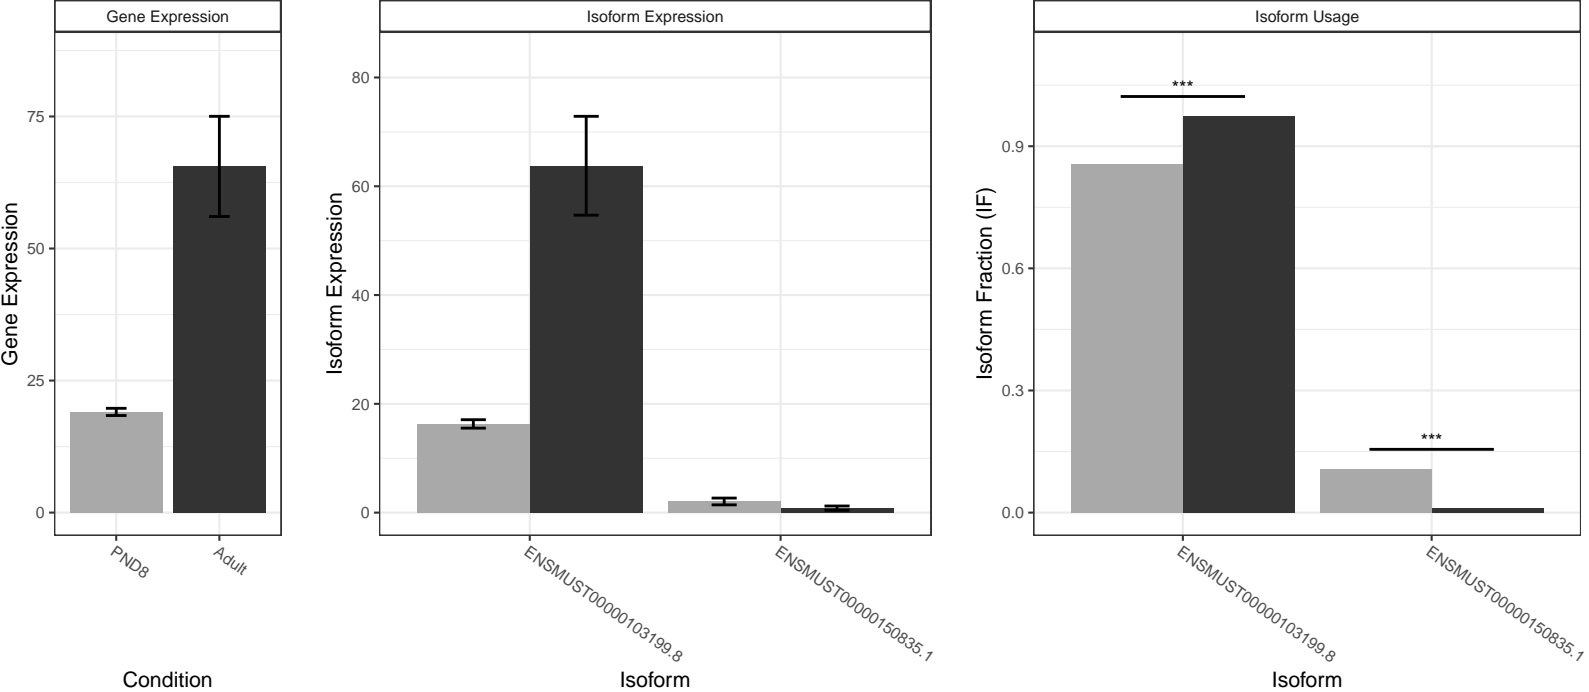 Gene Expression
Gene Expression
75
50
25
0
PND8
Adult
Condition
Isoform Expression
Isoform Expression
80
60
40
20
0
ENSMUST00000103199.8
ENSMUST00000150835.1
Isoform
Isoform Usage
Isoform Fraction (IF)
0.9
0.6
0.3
0.0
***
***
ENSMUST00000103199.8
ENSMUST00000150835.1
Isoform